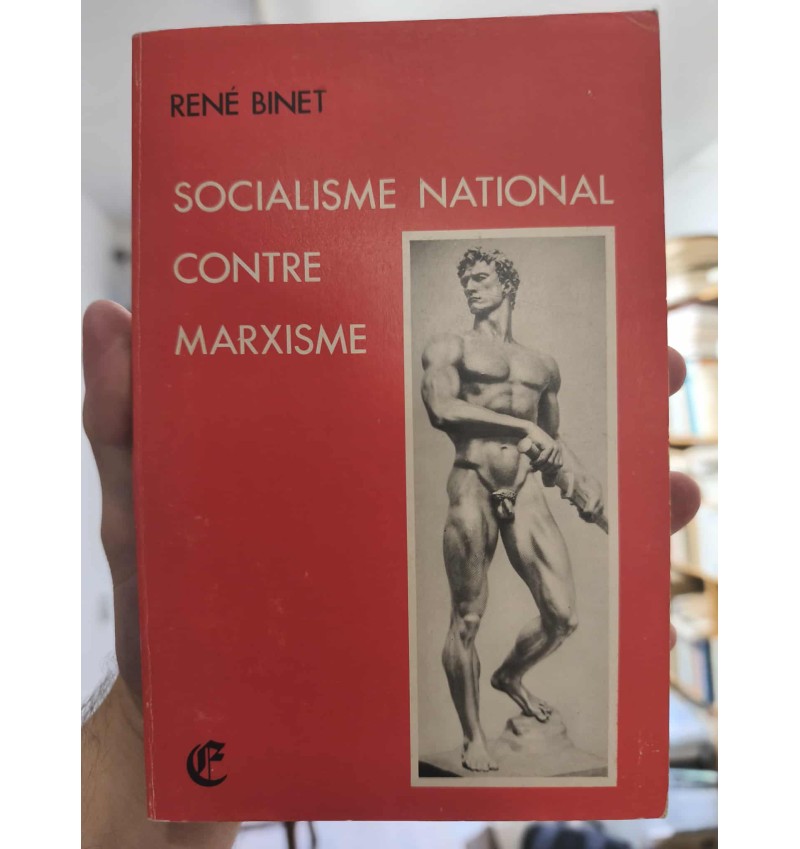 RENÉ BINET
SOCIALISME NATIONAL
CONTRE
MARXISME